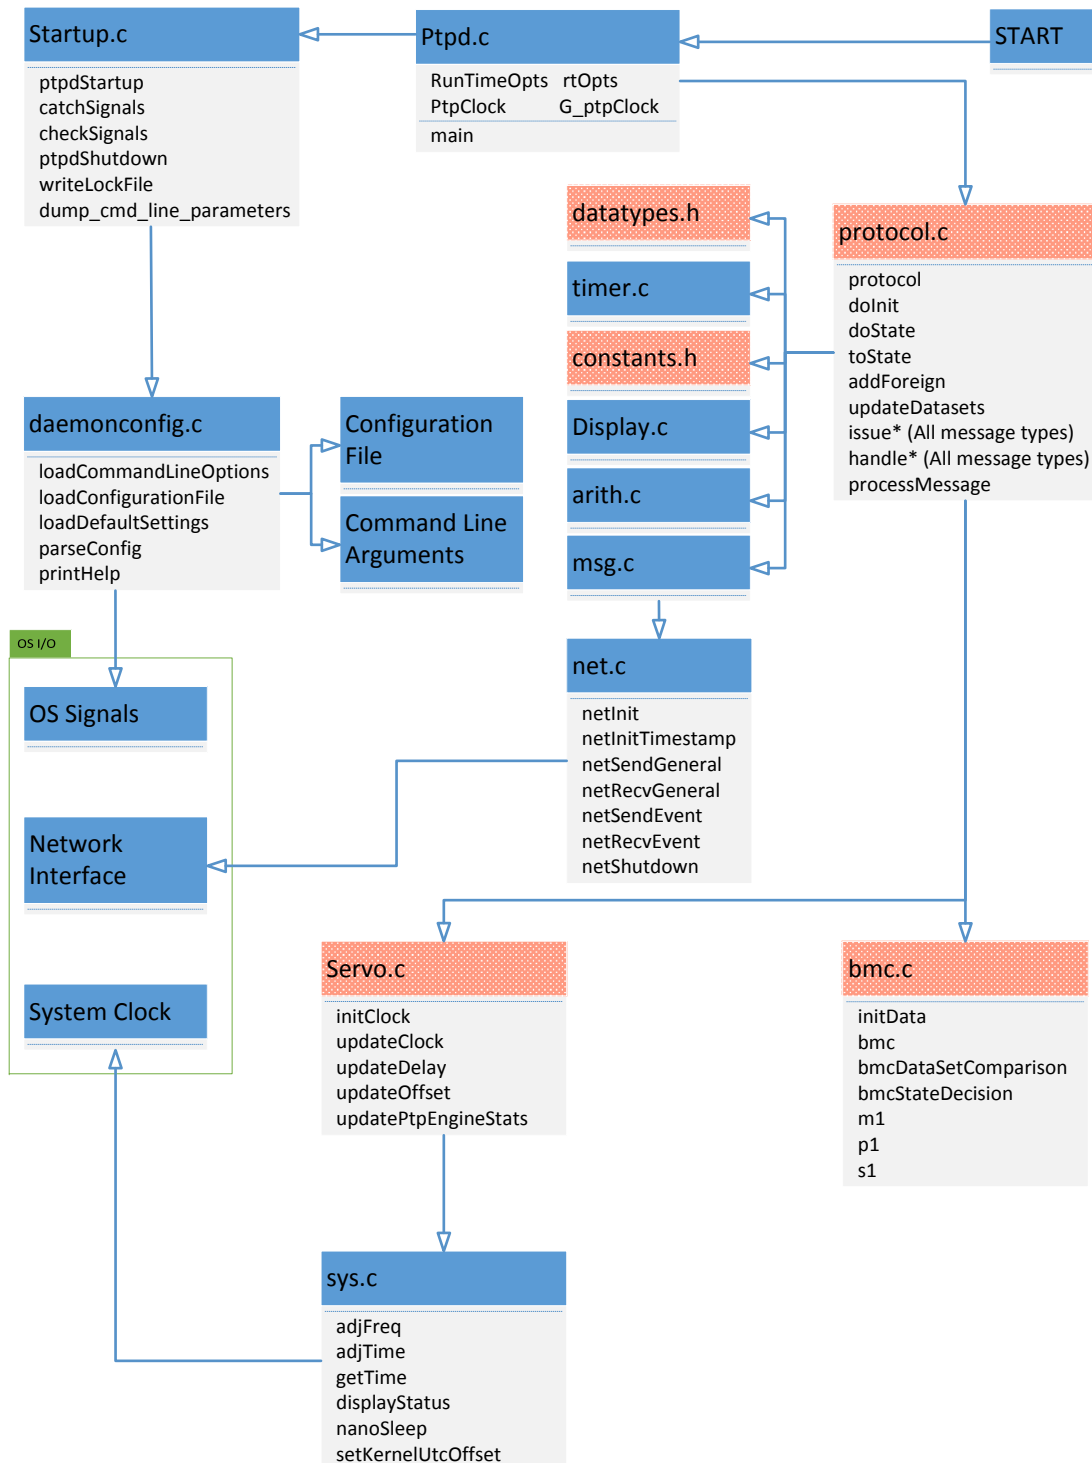 Startup.c
ptpdStartup
catchSignals
checkSignals
ptpdShutdown
writeLockFile
dump_cmd_line_parameters
Ptpd.c
RunTimeOpts rtOpts
PtpClock G_ptpClock
main
START
datatypes.h
timer.c
constants.h
Display.c
arith.c
msg.c
protocol.c
protocol
doInit
doState
toState
addForeign
updateDatasets
issue* (All message types)
handle* (All message types)
processMessage
daemonconfig.c
loadCommandLineOptions
loadConfigurationFile
loadDefaultSettings
parseConfig
printHelp
Configuration
File
Command Line
Arguments
OS I/O
OS Signals
Network
Interface
System Clock
net.c
netInit
netInitTimestamp
netSendGeneral
netRecvGeneral
netSendEvent
netRecvEvent
netShutdown
Servo.c
initClock
updateClock
updateDelay
updateOffset
updatePtpEngineStats
bmc.c
initData
bmc
bmcDataSetComparison
bmcStateDecision
m1
p1
s1
sys.c
adjFreq
adjTime
getTime
displayStatus
nanoSleep
setKernelUtcOffset